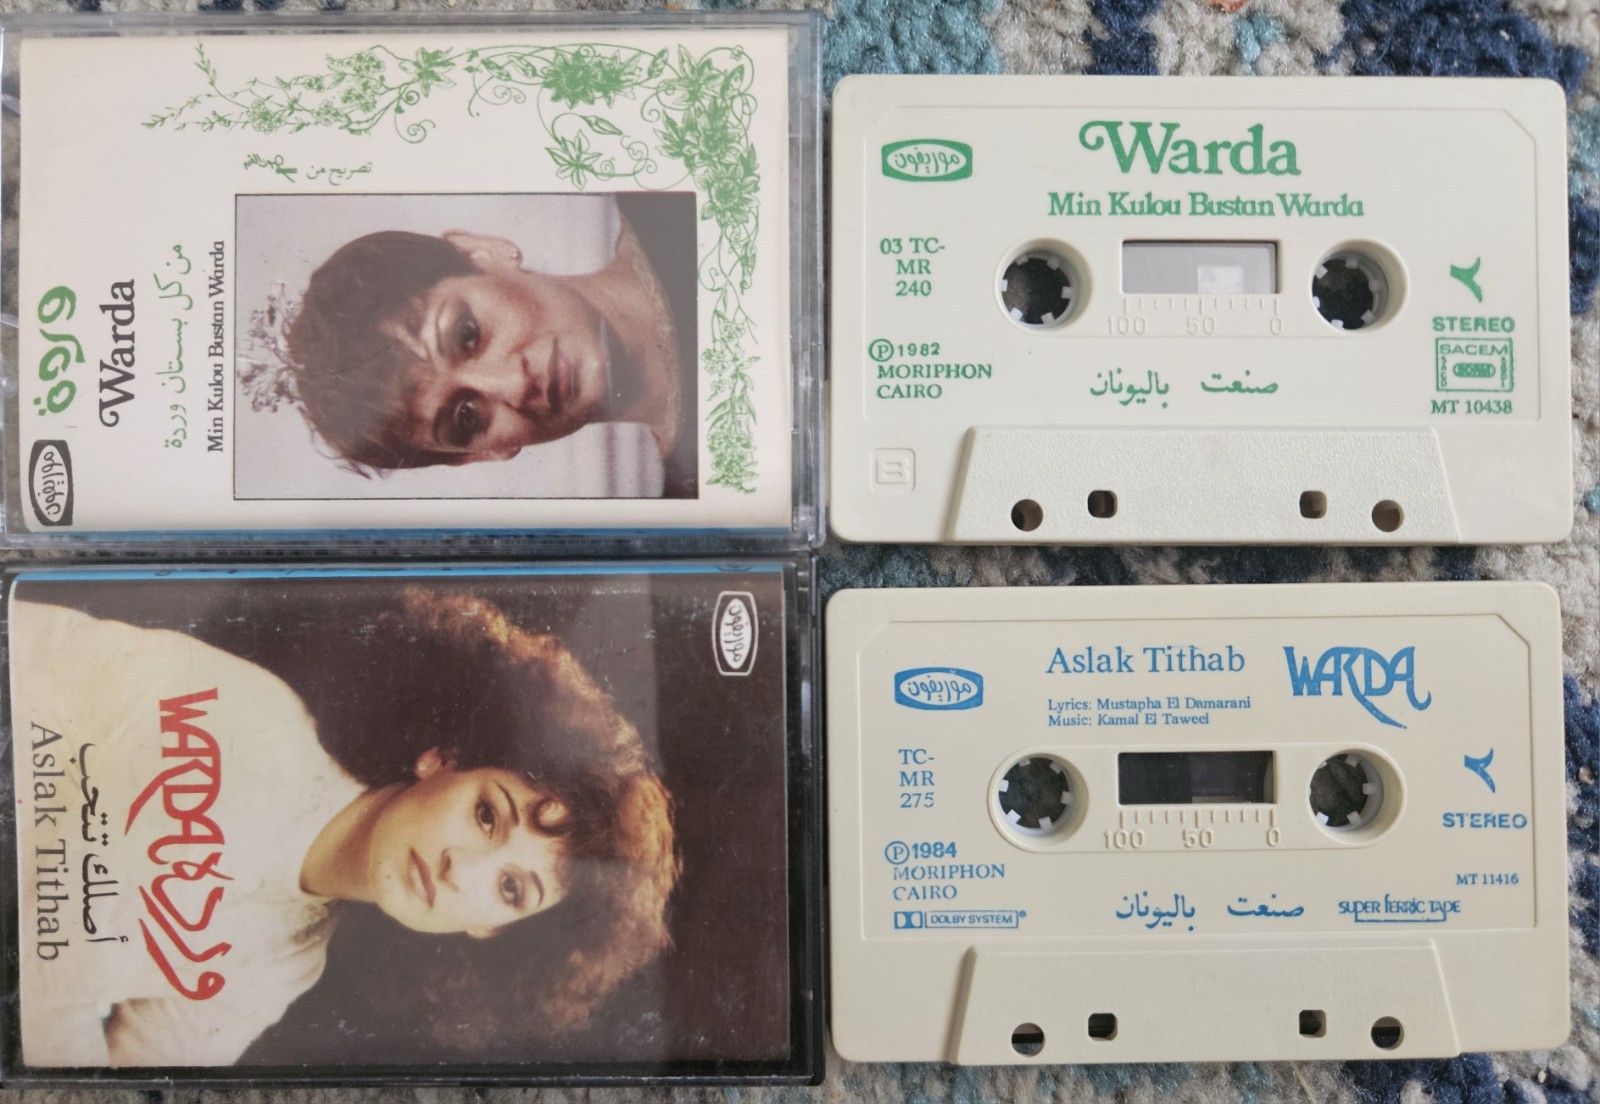 وردة
Warda
من كل بستان وردة
Min Kulou Bustan Warda
تصريح من
موريفون
موريفون
Warda
Min Kulou Bustan Warda
03 TC-
MR
240
٢
STEREO
SACEM
Ⓟ 1982
MORIPHON
CAIRO
100 50 0
صنعت باليونان
MT 10438
B
موريفون
WARDA وردة
أصلك تتحب
Aslak Tithab
موريفون
Aslak Tithab
WARDA
Lyrics: Mustapha El Damarani
Music: Kamal El Taweel
TC-
MR
275
٢
STEREO
100 50 0
Ⓟ 1984
MORIPHON
CAIRO
DOLBY SYSTEM®
صنعت باليونان
SUPER FERRIC TAPE
MT 11416